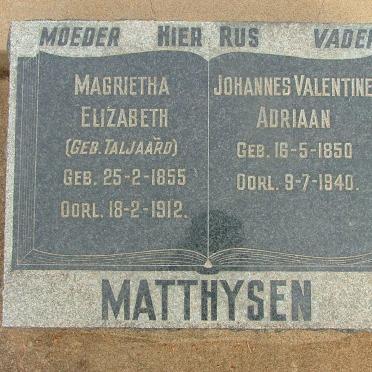 MOEDER HIER RUS VADER
MAGRIETHA
ELIZABETH
(GEB. TALJAARD)
GEB. 25-2-1855
OORL. 18-2-1912.
JOHANNES VALENTINE
ADRIAAN
GEB. 16-5-1850
OORL. 9-7-1940.
MATTHYSEN